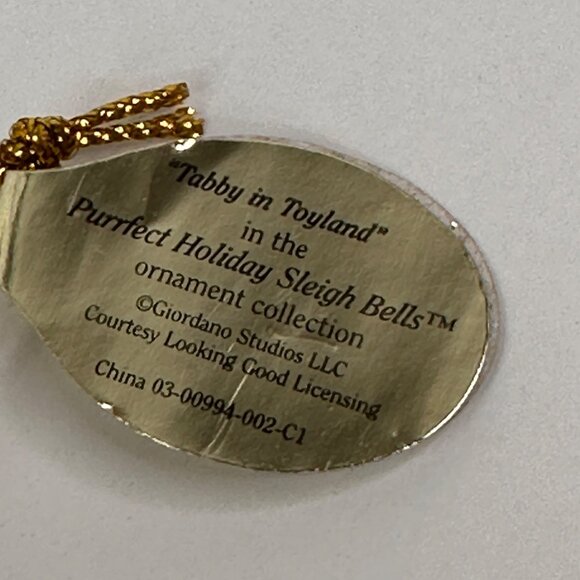 "Tabby in Toyland"
in the
Purrfect Holiday Sleigh Bells™
ornament collection
©Giordano Studios LLC
Courtesy Looking Good Licensing
China 03-00994-002-C1